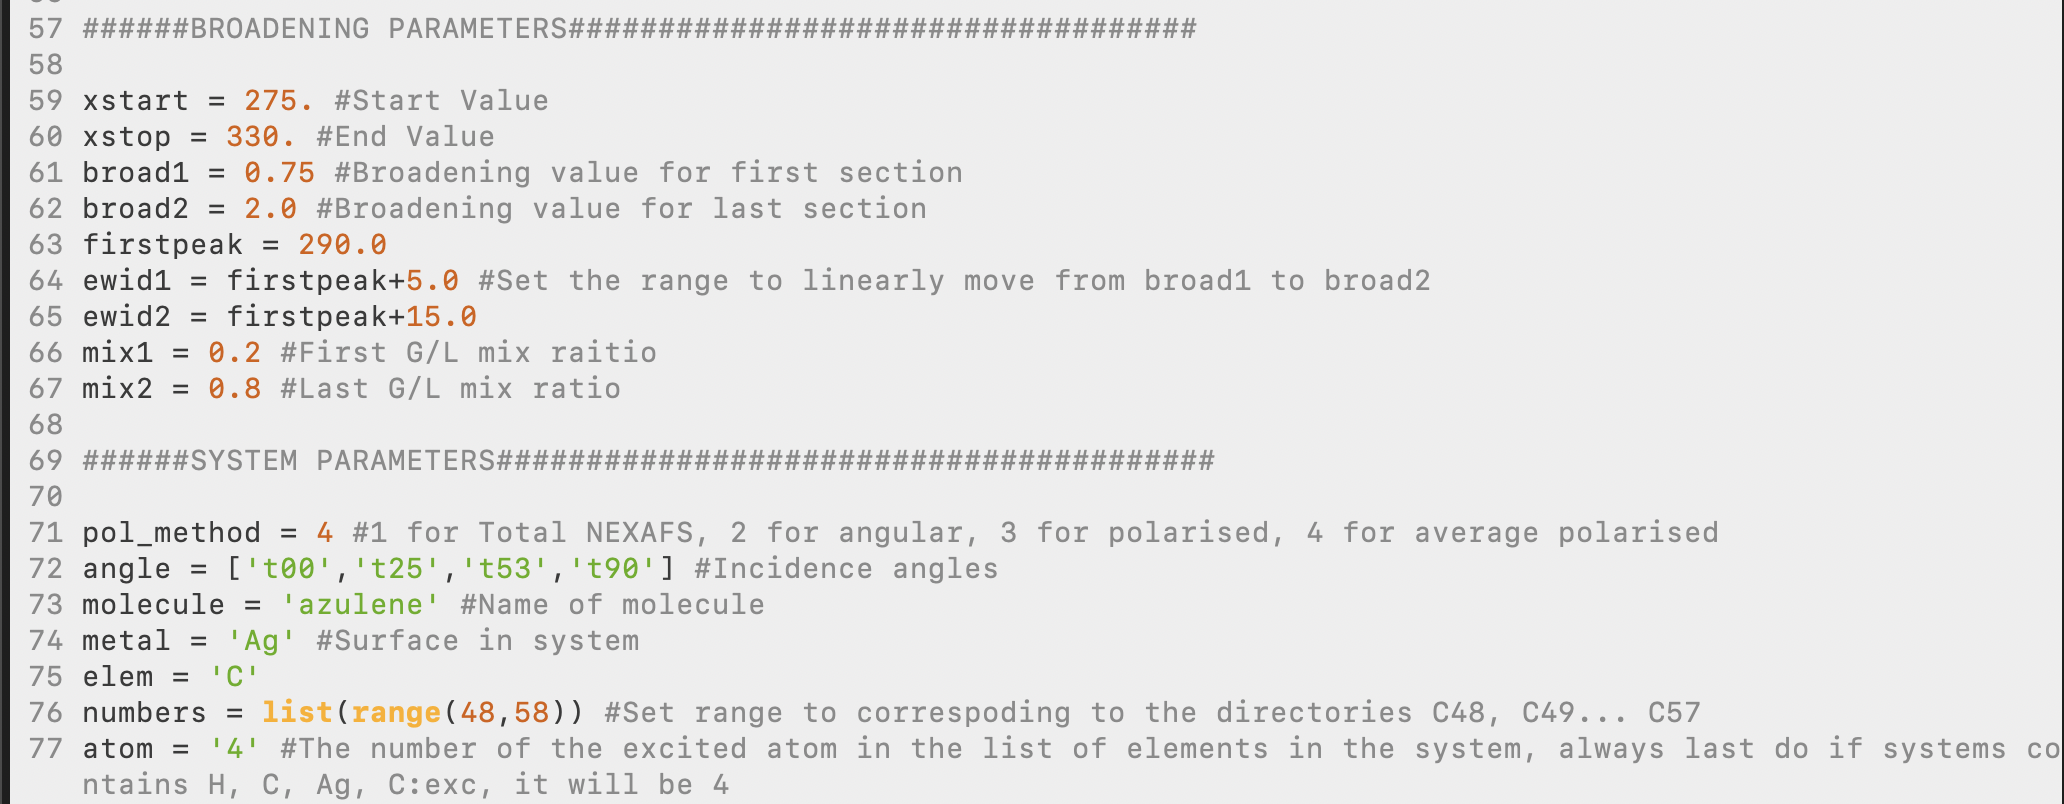 57 ######BROADENING PARAMETERS###################################
58
59 xstart = 275. #Start Value
60 xstop = 330. #End Value
61 broad1 = 0.75 #Broadening value for first section
62 broad2 = 2.0 #Broadening value for last section
63 firstpeak = 290.0
64 ewid1 = firstpeak+5.0 #Set the range to linearly move from broad1 to broad2
65 ewid2 = firstpeak+15.0
66 mix1 = 0.2 #First G/L mix raitio
67 mix2 = 0.8 #Last G/L mix ratio
68
69 ######SYSTEM PARAMETERS########################################
70
71 pol_method = 4 #1 for Total NEXAFS, 2 for angular, 3 for polarised, 4 for average polarised
72 angle = ['t00','t25','t53','t90'] #Incidence angles
73 molecule = 'azulene' #Name of molecule
74 metal = 'Ag' #Surface in system
75 elem = 'C'
76 numbers = list(range(48,58)) #Set range to correspoding to the directories C48, C49... C57
77 atom = '4' #The number of the excited atom in the list of elements in the system, always last do if systems co
ntains H, C, Ag, C:exc, it will be 4